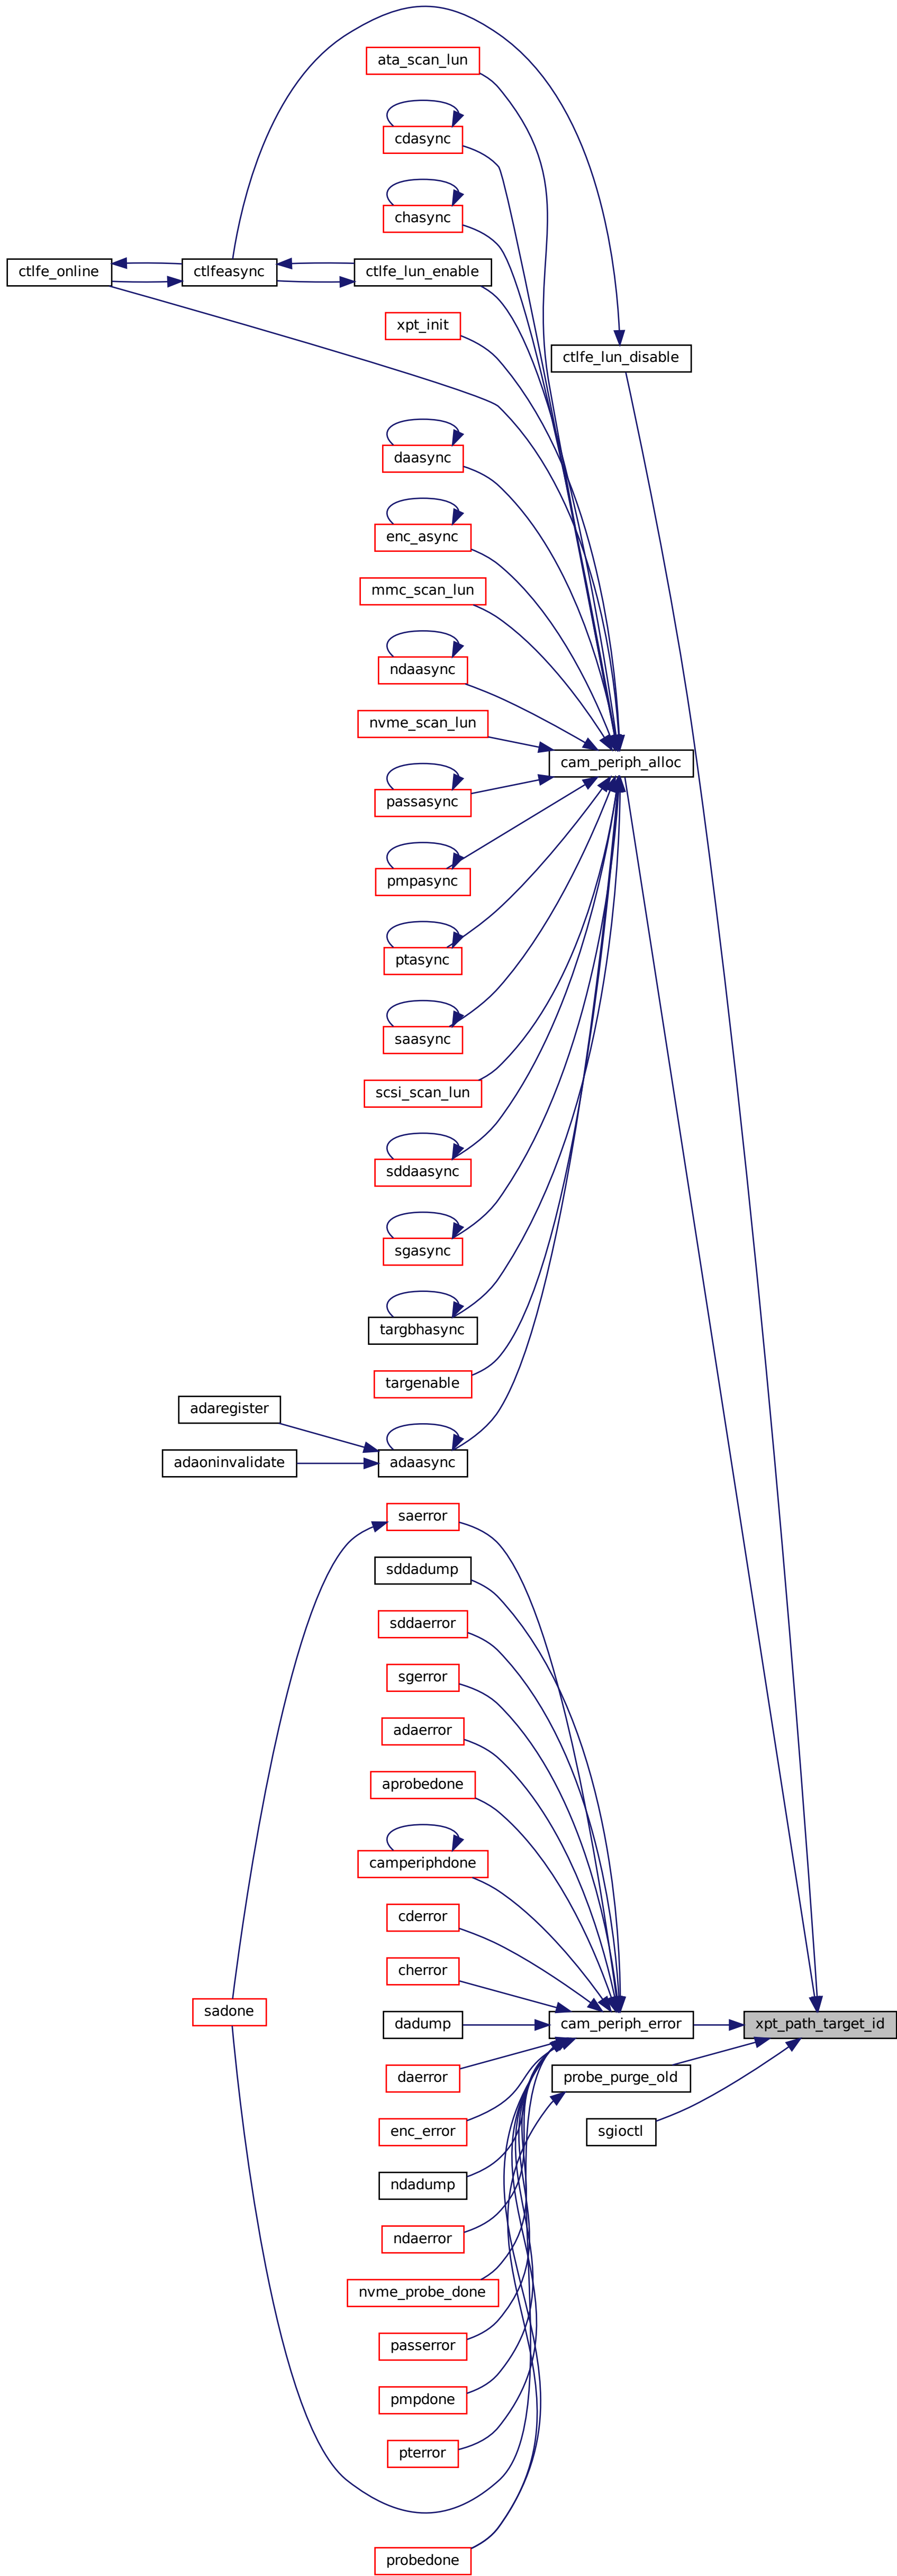 ata_scan_lun
cdasync
chasync
ctlfe_online
ctlfeasync
ctlfe_lun_enable
xpt_init
ctlfe_lun_disable
daasync
enc_async
mmc_scan_lun
ndaasync
nvme_scan_lun
cam_periph_alloc
passasync
pmpasync
ptasync
saasync
scsi_scan_lun
sddaasync
sgasync
targbhasync
targenable
adaregister
adaoninvalidate
adaasync
saerror
sddadump
sddaerror
sgerror
adaerror
aprobedone
camperiphdone
cderror
cherror
sadone
dadump
cam_periph_error
xpt_path_target_id
daerror
probe_purge_old
enc_error
sgioctl
ndadump
ndaerror
nvme_probe_done
passerror
pmpdone
pterror
probedone